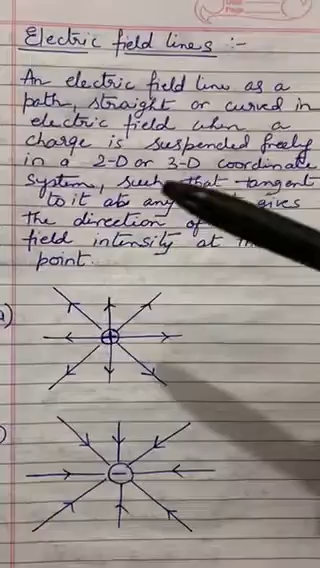 Electric field lines :-
An electric field line as a
path, straight or curved in
electric field when a
charge is suspended freely
in a 2-D or 3-D coordinate
system, such that tangent
to it at any gives
the direction of
field intensity at
point.
a)
+
)
−